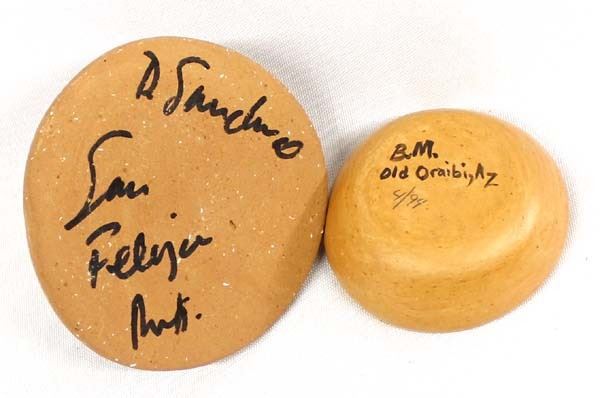 D Sanchez
San
Felipe
B.M.
Old Oraibi, Az
4/94